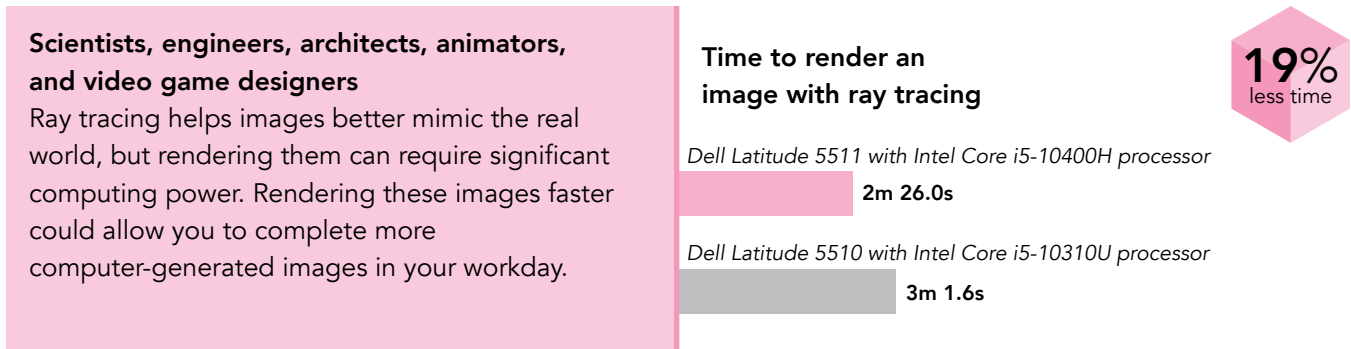 Scientists, engineers, architects, animators,
and video game designers
Ray tracing helps images better mimic the real
world, but rendering them can require significant
computing power. Rendering these images faster
could allow you to complete more
computer-generated images in your workday.
Time to render an
image with ray tracing
19%
less time
Dell Latitude 5511 with Intel Core i5-10400H processor
2m 26.0s
Dell Latitude 5510 with Intel Core i5-10310U processor
3m 1.6s